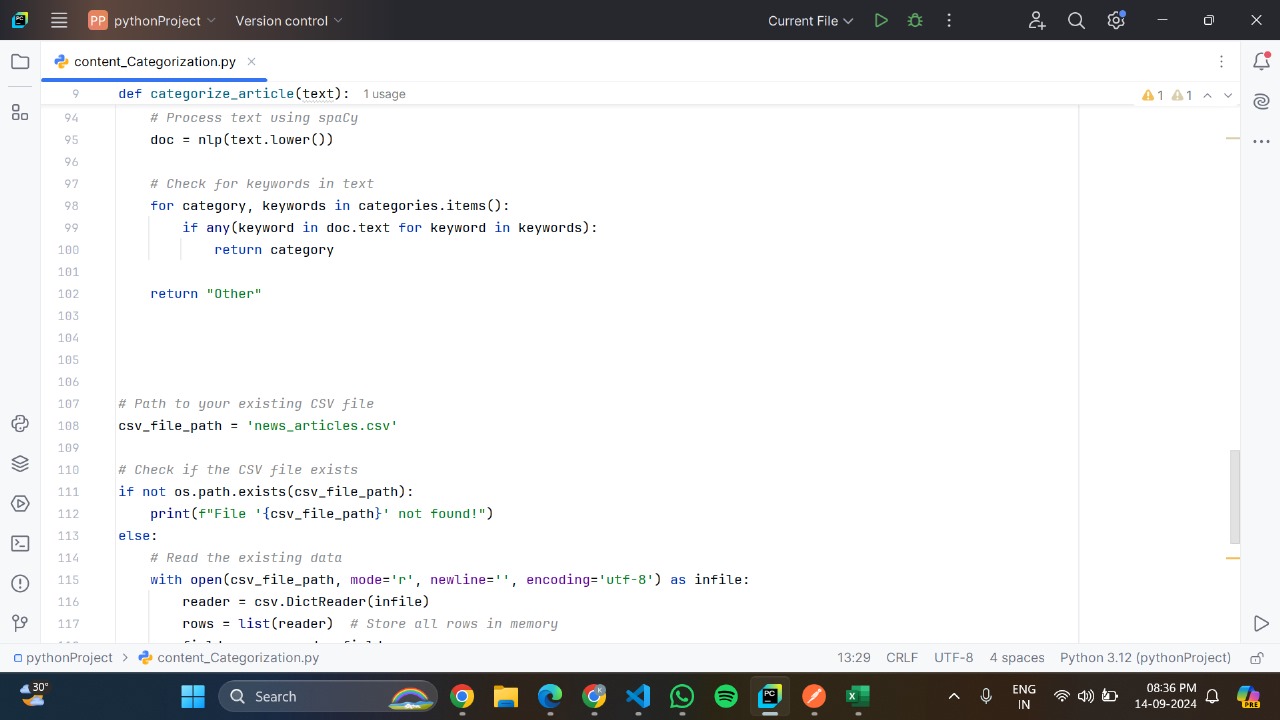 PP pythonProject Version control Current File
content_Categorization.py
9 def categorize_article(text): 1 usage 1 1
94 # Process text using spaCy
95 doc = nlp(text.lower())
96
97 # Check for keywords in text
98 for category, keywords in categories.items():
99 if any(keyword in doc.text for keyword in keywords):
100 return category
101
102 return "Other"
103
104
105
106
107 # Path to your existing CSV file
108 csv_file_path = 'news_articles.csv'
109
110 # Check if the CSV file exists
111 if not os.path.exists(csv_file_path):
112 print(f"File '{csv_file_path}' not found!")
113 else:
114 # Read the existing data
115 with open(csv_file_path, mode='r', newline='', encoding='utf-8') as infile:
116 reader = csv.DictReader(infile)
117 rows = list(reader) # Store all rows in memory
pythonProject > content_Categorization.py 13:29 CRLF UTF-8 4 spaces Python 3.12 (pythonProject)
30° Search ENG IN 08:36 PM 14-09-2024 PRE